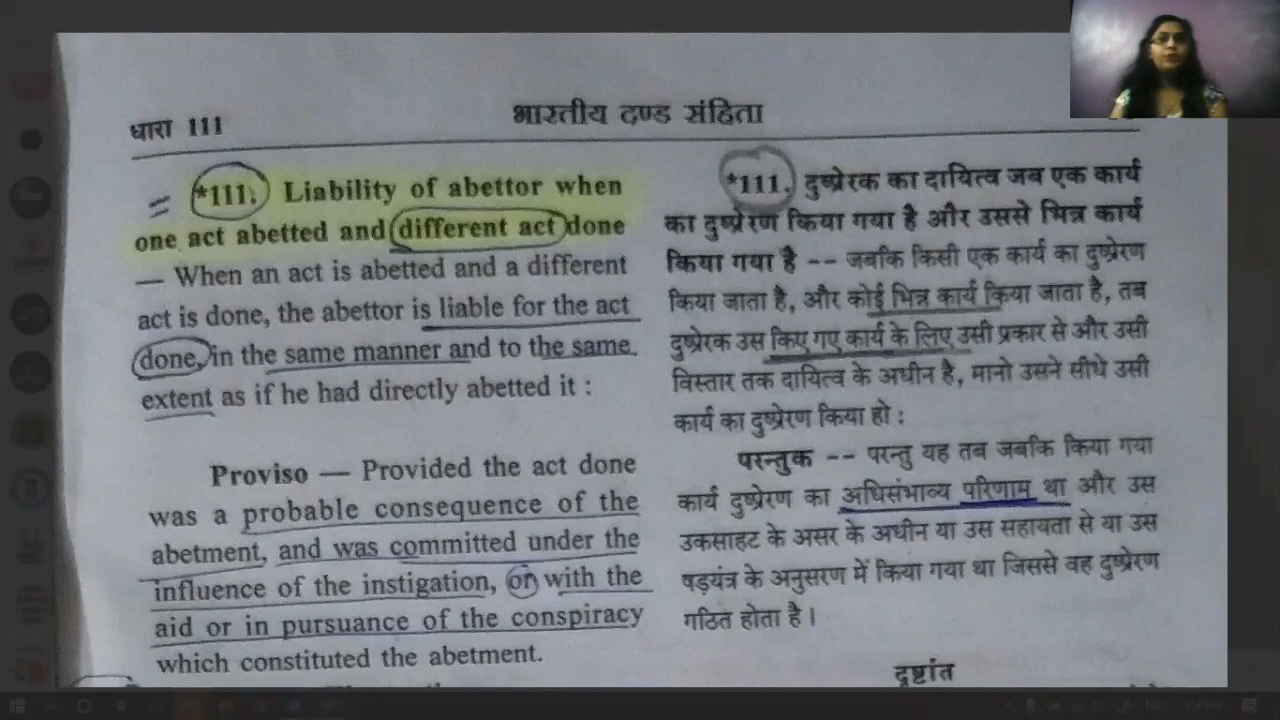 धारा 111
भारतीय दण्ड संहिता
*111. Liability of abettor when
one act abetted and different act done
— When an act is abetted and a different
act is done, the abettor is liable for the act
done, in the same manner and to the same
extent as if he had directly abetted it :
Proviso — Provided the act done
was a probable consequence of the
abetment, and was committed under the
influence of the instigation, or with the
aid or in pursuance of the conspiracy
which constituted the abetment.
*111. दुष्प्रेरक का दायित्व जब एक कार्य
का दुष्प्रेरण किया गया है और उससे भिन्न कार्य
किया गया है -- जबकि किसी एक कार्य का दुष्प्रेरण
किया जाता है, और कोई भिन्न कार्य किया जाता है, तब
दुष्प्रेरक उस किए गए कार्य के लिए उसी प्रकार से और उसी
विस्तार तक दायित्व के अधीन है, मानो उसने सीधे उसी
कार्य का दुष्प्रेरण किया हो :
परन्तुक -- परन्तु यह तब जबकि किया गया
कार्य दुष्प्रेरण का अधिसंभाव्य परिणाम था और उस
उकसाहट के असर के अधीन या उस सहायता से या उस
षड़यंत्र के अनुसरण में किया गया था जिससे वह दुष्प्रेरण
गठित होता है ।
दृष्टांत